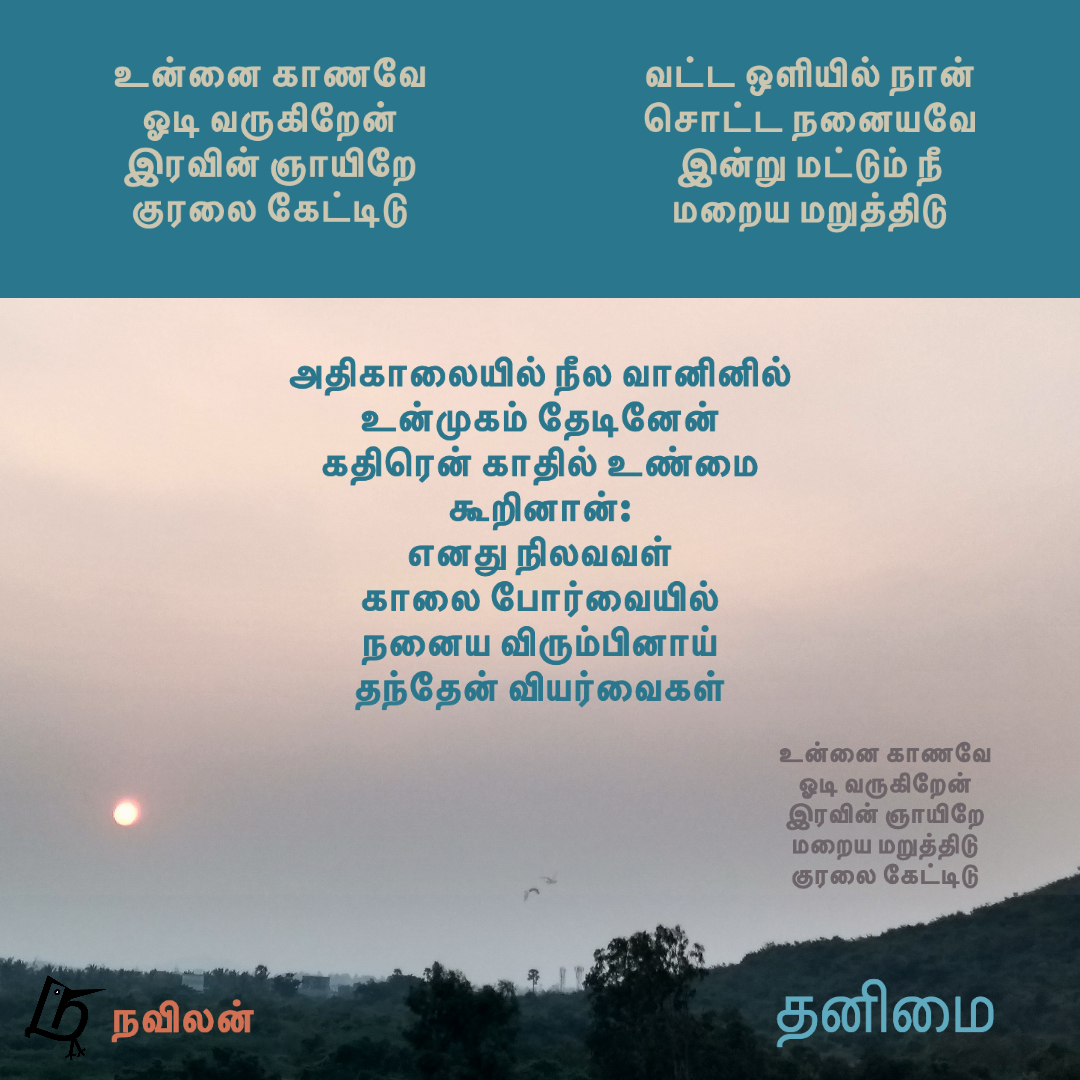 உன்னை காணவே
ஓடி வருகிறேன்
இரவின் ஞாயிறே
குரலை கேட்டிடு
வட்ட ஒளியில் நான்
சொட்ட நனையவே
இன்று மட்டும் நீ
மறைய மறுத்திடு
அதிகாலையில் நீல வானினில்
உன்முகம் தேடினேன்
கதிரென் காதில் உண்மை
கூறினான்:
எனது நிலவவள்
காலை போர்வையில்
நனைய விரும்பினாய்
தந்தேன் வியர்வைகள்
உன்னை காணவே
ஓடி வருகிறேன்
இரவின் ஞாயிறே
மறைய மறுத்திடு
குரலை கேட்டிடு
ந நவிலன்
தனிமை